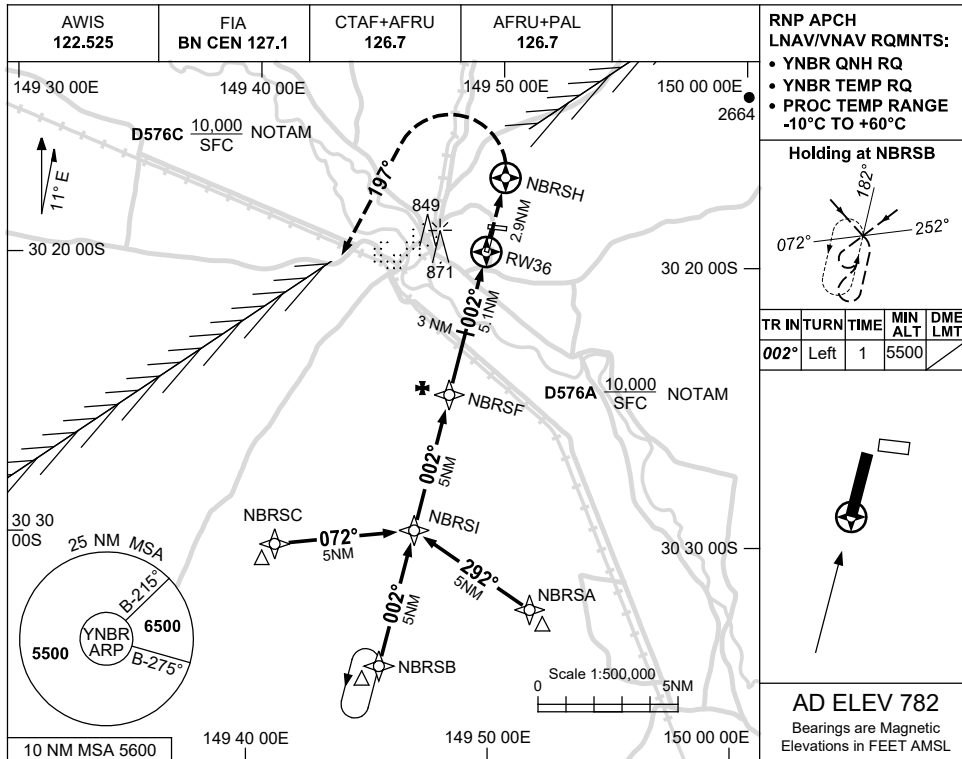 AWIS
122.525
FIA
BN CEN 127.1
CTAF+AFRU
126.7
AFRU+PAL
126.7
RNP APCH
LNAV/VNAV RQMNTS:
• YNBR QNH RQ
• YNBR TEMP RQ
• PROC TEMP RANGE
-10°C TO +60°C
149 30 00E
149 40 00E
149 50 00E
150 00 00E
2664
D576C 10,000 NOTAM
SFC
11° E
197°
NBRSH
849
2.9NM
871
RW36
30 20 00S
30 20 00S
002°
5.1NM
3 NM
D576A 10,000 NOTAM
SFC
NBRSF
002°
5NM
Holding at NBRSB
182°
072°
252°
TR IN TURN TIME MIN ALT DME LMT
002° Left 1 5500
30 30
00S
NBRSC
072°
5NM
NBRSI
30 30 00S
292°
5NM
NBRSA
002°
5NM
NBRSB
25 NM MSA
B-215°
6500
5500
YNBR
ARP
B-275°
Scale 1:500,000
0 5NM
10 NM MSA 5600
149 40 00E
149 50 00E
150 00 00E
AD ELEV 782
Bearings are Magnetic
Elevations in FEET AMSL